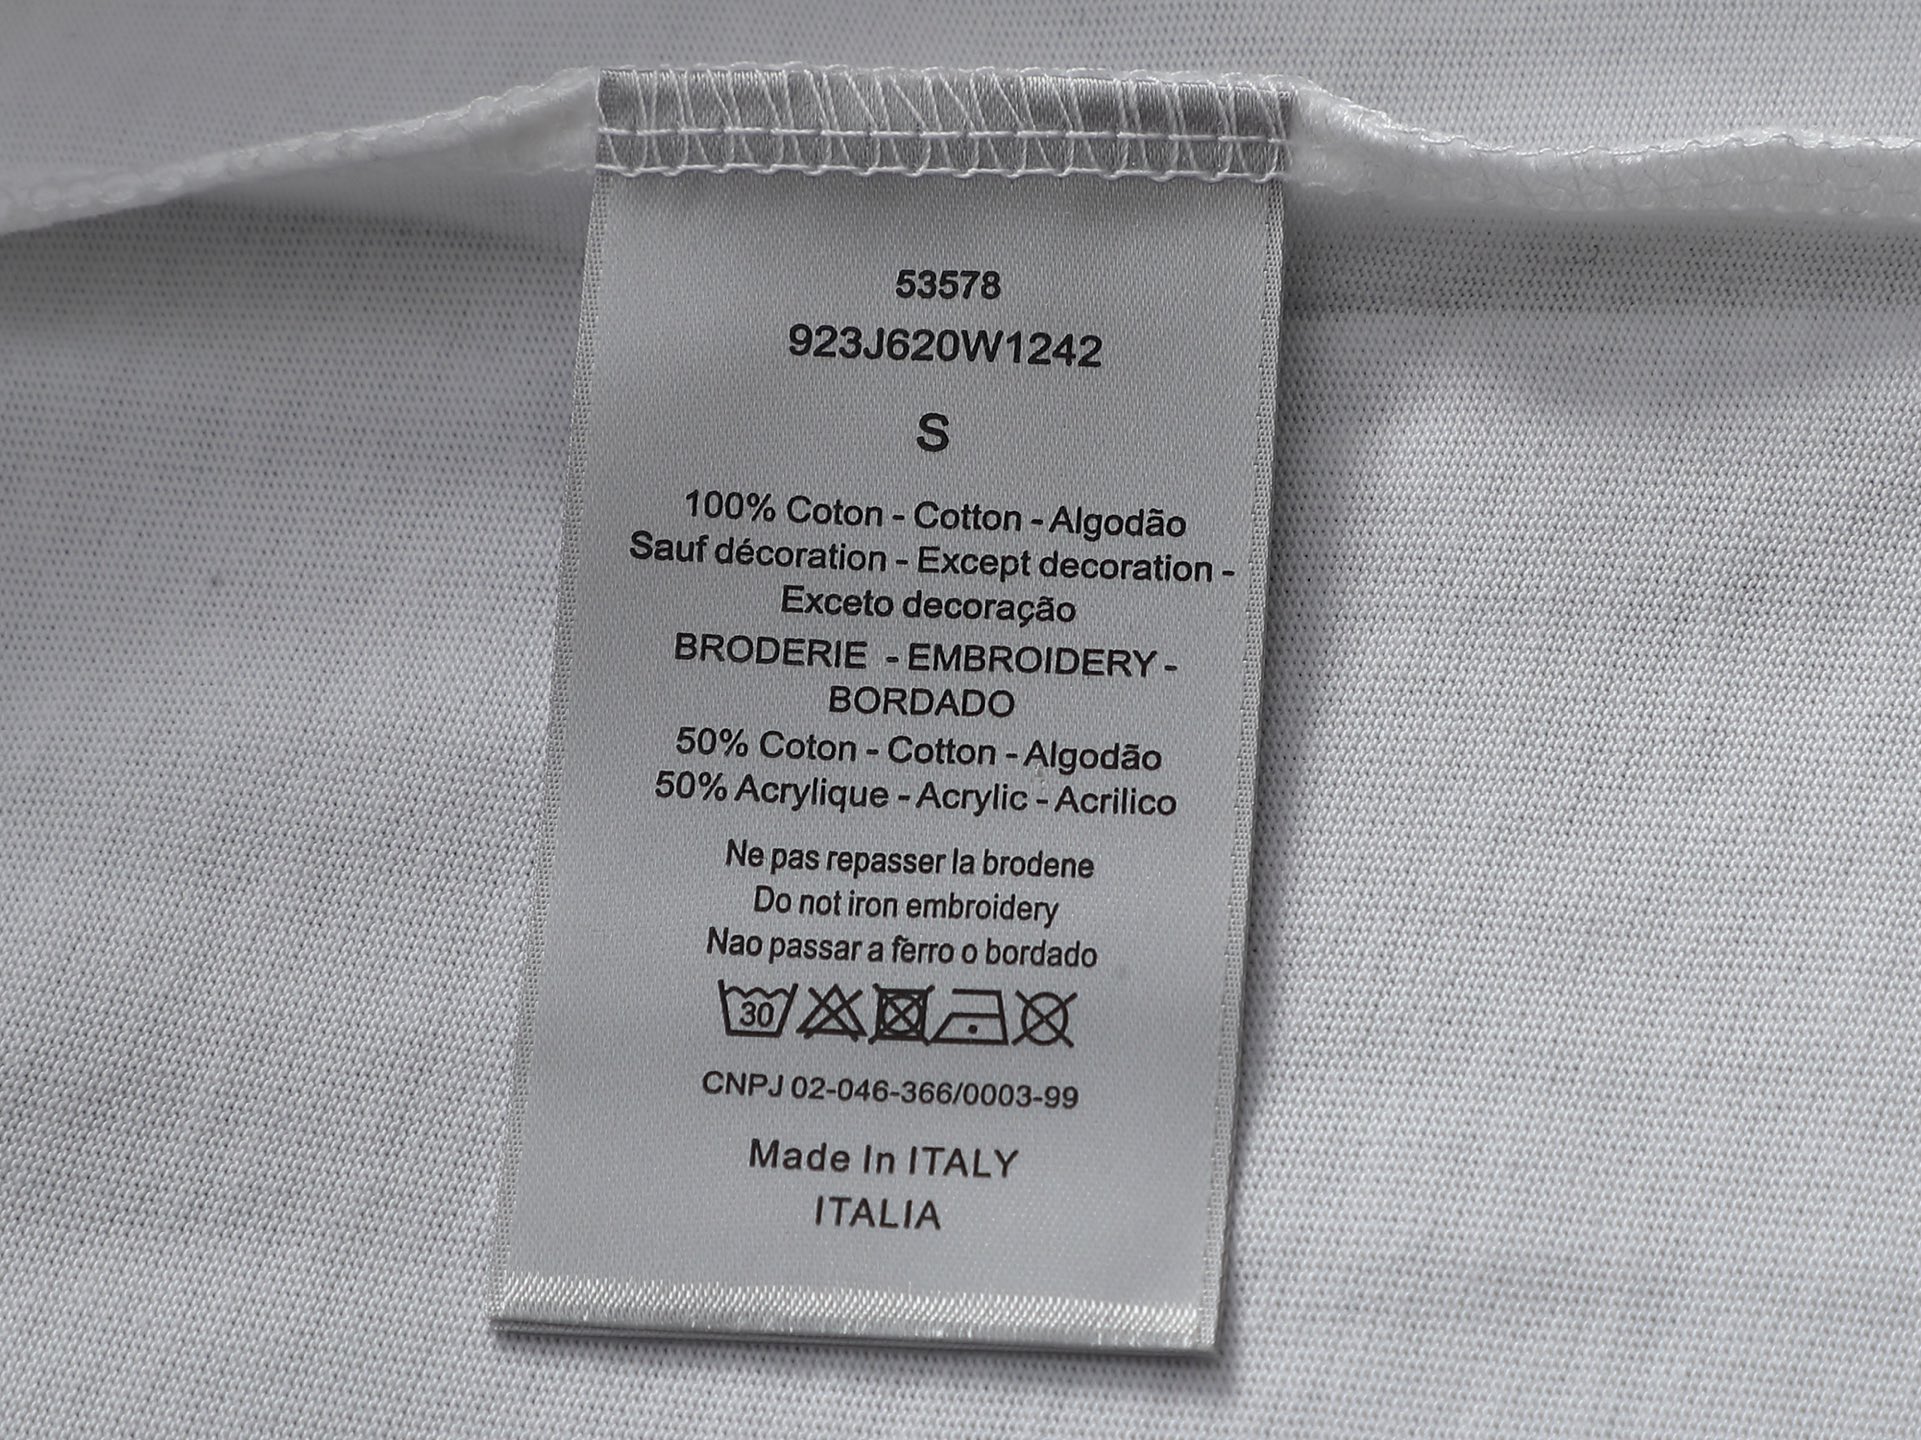 53578
923J620W1242
S
100% Coton - Cotton - Algodão
Sauf décoration - Except decoration -
Exceto decoração
BRODERIE - EMBROIDERY -
BORDADO
50% Coton - Cotton - Algodão
50% Acrylique - Acrylic - Acrilico
Ne pas repasser la brodene
Do not iron embroidery
Nao passar a ferro o bordado
30
CNPJ 02-046-366/0003-99
Made In ITALY
ITALIA